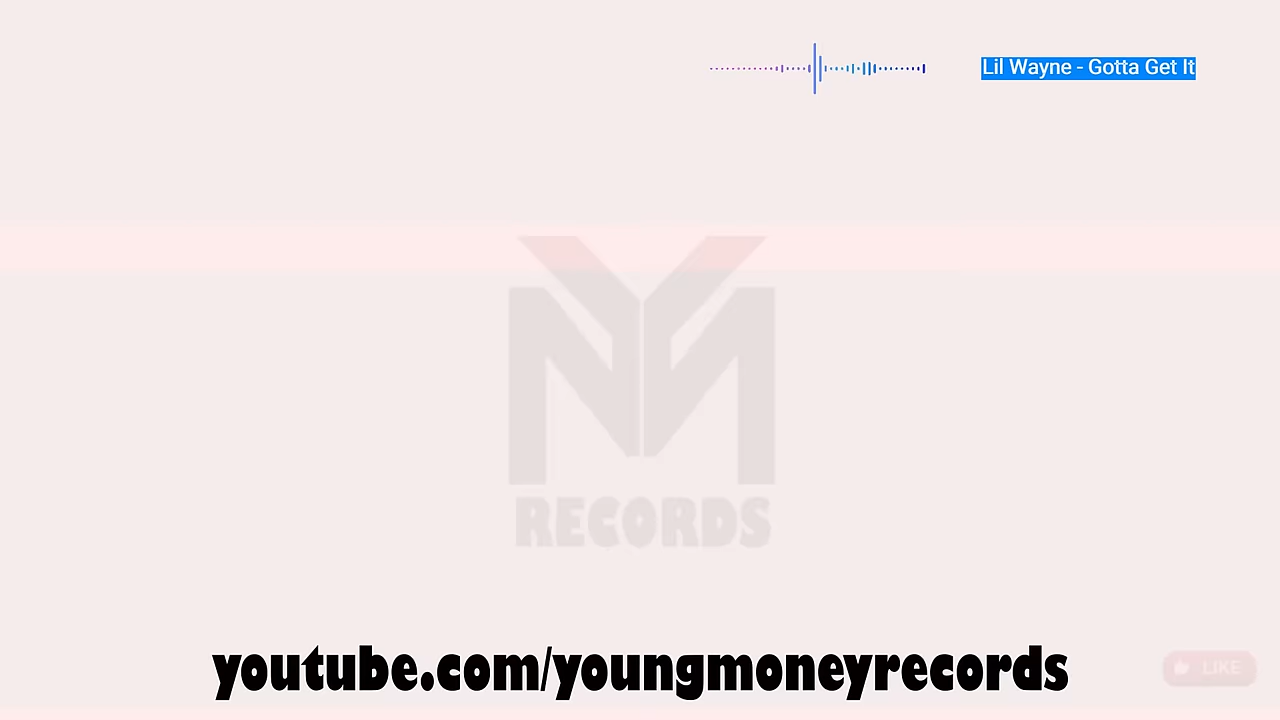 Lil Wayne - Gotta Get It
YM
RECORDS
youtube.com/youngmoneyrecords
LIKE